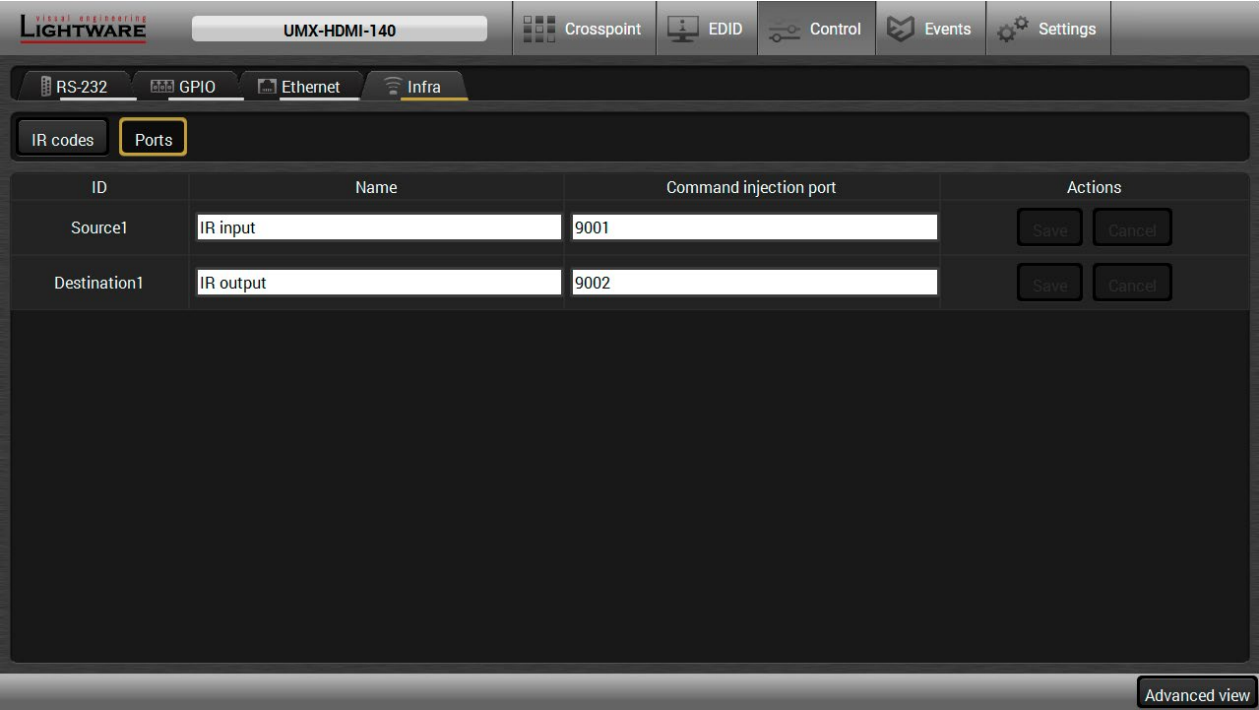 visual engineering
LIGHTWARE
UMX-HDMI-140
Crosspoint
EDID
Control
Events
Settings
RS-232
GPIO
Ethernet
Infra
IR codes
Ports
ID Name Command injection port Actions
Source1 IR input 9001 Save Cancel
Destination1 IR output 9002 Save Cancel
Advanced view